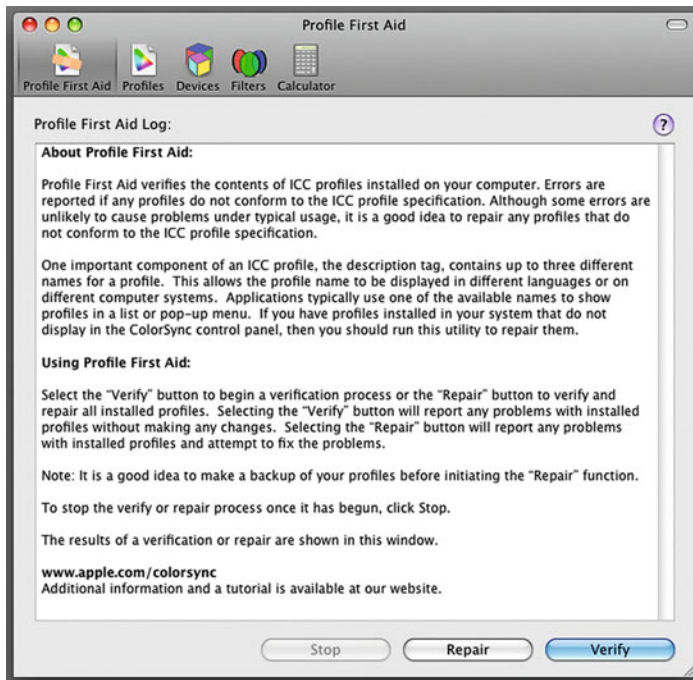 Profile First Aid
Profile First Aid Profiles Devices Filters Calculator
Profile First Aid Log:
?
About Profile First Aid:
Profile First Aid verifies the contents of ICC profiles installed on your computer. Errors are
reported if any profiles do not conform to the ICC profile specification. Although some errors are
unlikely to cause problems under typical usage, it is a good idea to repair any profiles that do
not conform to the ICC profile specification.
One important component of an ICC profile, the description tag, contains up to three different
names for a profile. This allows the profile name to be displayed in different languages or on
different computer systems. Applications typically use one of the available names to show
profiles in a list or pop-up menu. If you have profiles installed in your system that do not
display in the ColorSync control panel, then you should run this utility to repair them.
Using Profile First Aid:
Select the “Verify” button to begin a verification process or the “Repair” button to verify and
repair all installed profiles. Selecting the “Verify” button will report any problems with installed
profiles without making any changes. Selecting the “Repair” button will report any problems
with installed profiles and attempt to fix the problems.
Note: It is a good idea to make a backup of your profiles before initiating the “Repair” function.
To stop the verify or repair process once it has begun, click Stop.
The results of a verification or repair are shown in this window.
www.apple.com/colorsync
Additional information and a tutorial is available at our website.
Stop Repair Verify